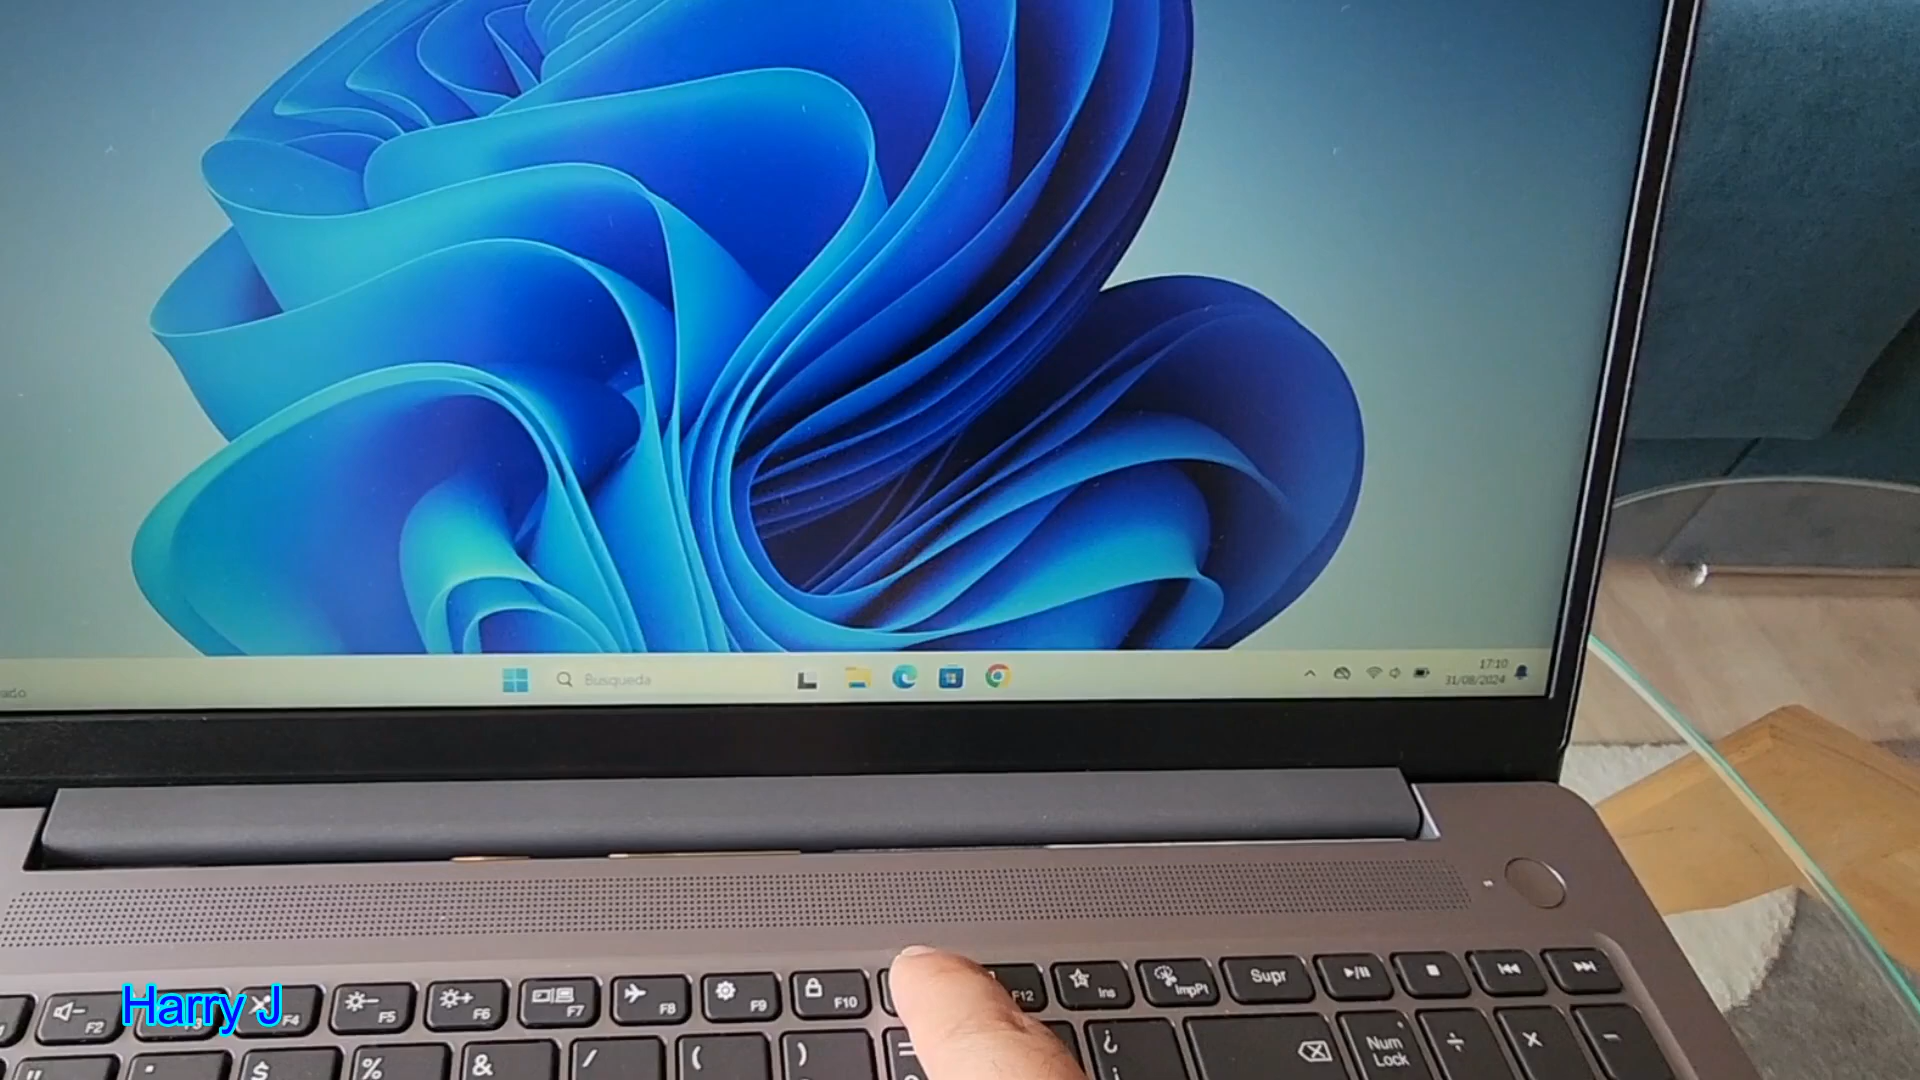 ado
Busqueda
17:10
31/08/2024
F2
F4
F5
F6
F7
F8
F9
F10
F12
Ins
ImpPt
Supr
Harry J
" · $ % & / ( ) = ¿
Num
Lock
÷ × −